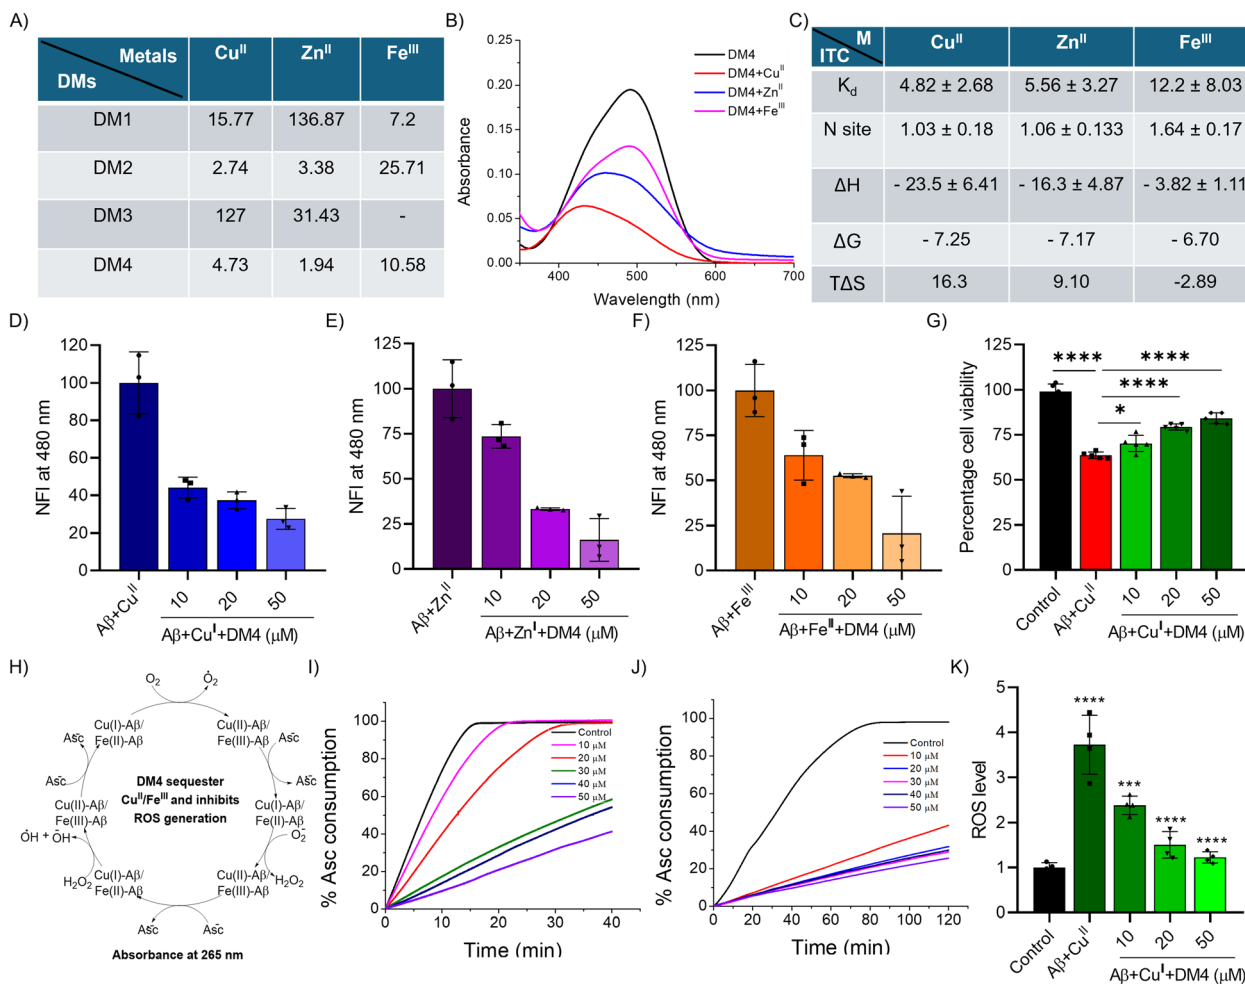 A)
Metals Cu^II Zn^II Fe^III
DMs
DM1 15.77 136.87 7.2
DM2 2.74 3.38 25.71
DM3 127 31.43 -
DM4 4.73 1.94 10.58
B)
0.25
0.20
0.15
0.10
0.05
0.00
Absorbance
400 500 600 700
Wavelength (nm)
DM4
DM4+Cu^II
DM4+Zn^II
DM4+Fe^III
C)
M Cu^II Zn^II Fe^III
ITC
K_d 4.82 ± 2.68 5.56 ± 3.27 12.2 ± 8.03
N site 1.03 ± 0.18 1.06 ± 0.133 1.64 ± 0.17
ΔH - 23.5 ± 6.41 - 16.3 ± 4.87 - 3.82 ± 1.11
ΔG - 7.25 - 7.17 - 6.70
TΔS 16.3 9.10 -2.89
D)
NFI at 480 nm
120
100
80
60
40
20
0
Aβ+Cu^II 10 20 50
Aβ+Cu^I+DM4 (μM)
E)
NFI at 480 nm
125
100
75
50
25
0
Aβ+Zn^II 10 20 50
Aβ+Zn^I+DM4 (μM)
F)
NFI at 480 nm
125
100
75
50
25
0
Aβ+Fe^III 10 20 50
Aβ+Fe^II+DM4 (μM)
G)
Percentage cell viability
125
100
75
50
25
0
**** ****
****
*
Control Aβ+Cu^II 10 20 50
Aβ+Cu^I+DM4 (μM)
H)
O2 Ȯ2
Cu(I)-Aβ/ Cu(II)-Aβ/
Fe(II)-Aβ Fe(III)-Aβ
Asc Asc
Asc Asc
DM4 sequester
Cu^II/Fe^III and inhibits
ROS generation
Cu(II)-Aβ/ Cu(I)-Aβ/
Fe(III)-Aβ Fe(II)-Aβ
ȮH + ŌH O2
H2O2 H2O2
Cu(I)-Aβ/ Cu(II)-Aβ/
Fe(II)-Aβ Fe(III)-Aβ
Asc Asc
Absorbance at 265 nm
I)
% Asc consumption
100
80
60
40
20
0
0 10 20 30 40
Time (min)
Control
10 μM
20 μM
30 μM
40 μM
50 μM
J)
% Asc consumption
100
80
60
40
20
0
0 20 40 60 80 100 120
Time (min)
Control
10 μM
20 μM
30 μM
40 μM
50 μM
K)
ROS level
5
4
3
2
1
0
****
***
****
****
Control Aβ+Cu^II 10 20 50
Aβ+Cu^I+DM4 (μM)